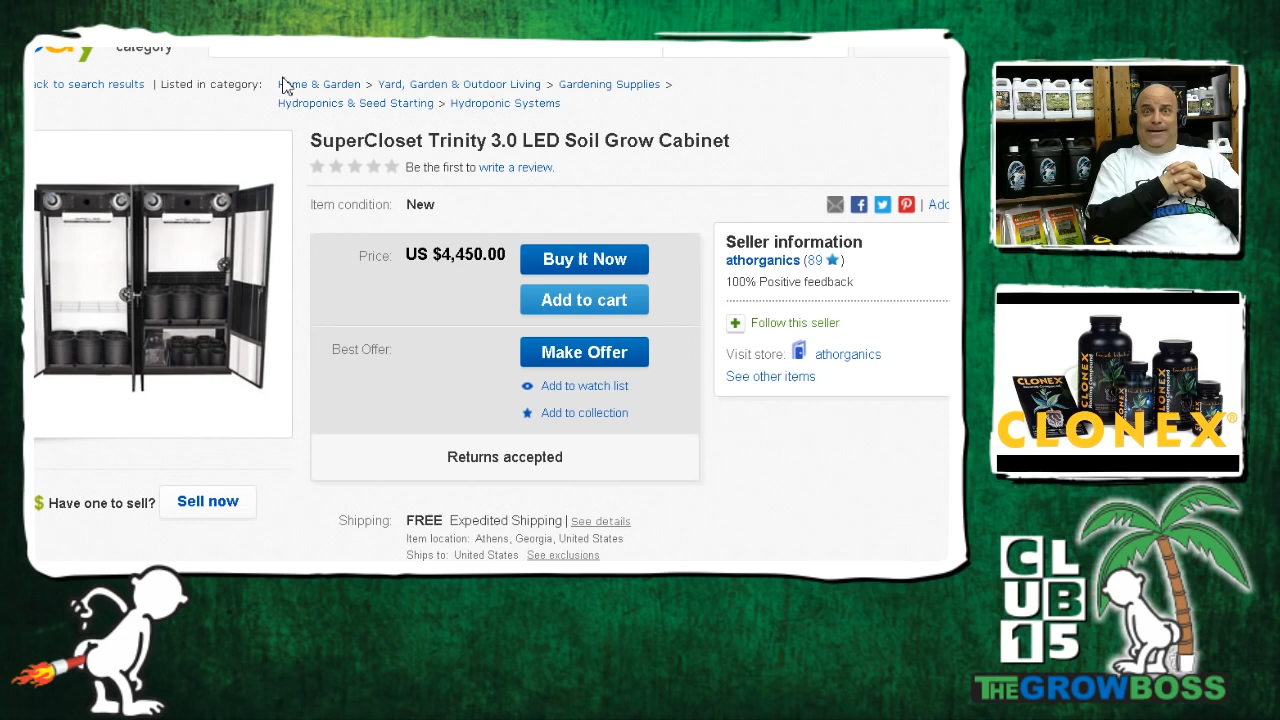 category
ck to search results | Listed in category:
Home & Garden > Yard, Garden & Outdoor Living > Gardening Supplies >
Hydroponics & Seed Starting > Hydroponic Systems
SuperCloset Trinity 3.0 LED Soil Grow Cabinet
Be the first to write a review.
Item condition: New
Price: US $4,450.00
Buy It Now
Add to cart
Best Offer:
Make Offer
Add to watch list
Add to collection
Returns accepted
$ Have one to sell? Sell now
Shipping: FREE Expedited Shipping | See details
Item location: Athens, Georgia, United States
Ships to: United States See exclusions
| Add
Seller information
athorganics (89 ★)
100% Positive feedback
Follow this seller
Visit store: athorganics
See other items
GROWBOSS
CLONEX
CLONEX®
CLUB
15
THEGROWBOSS